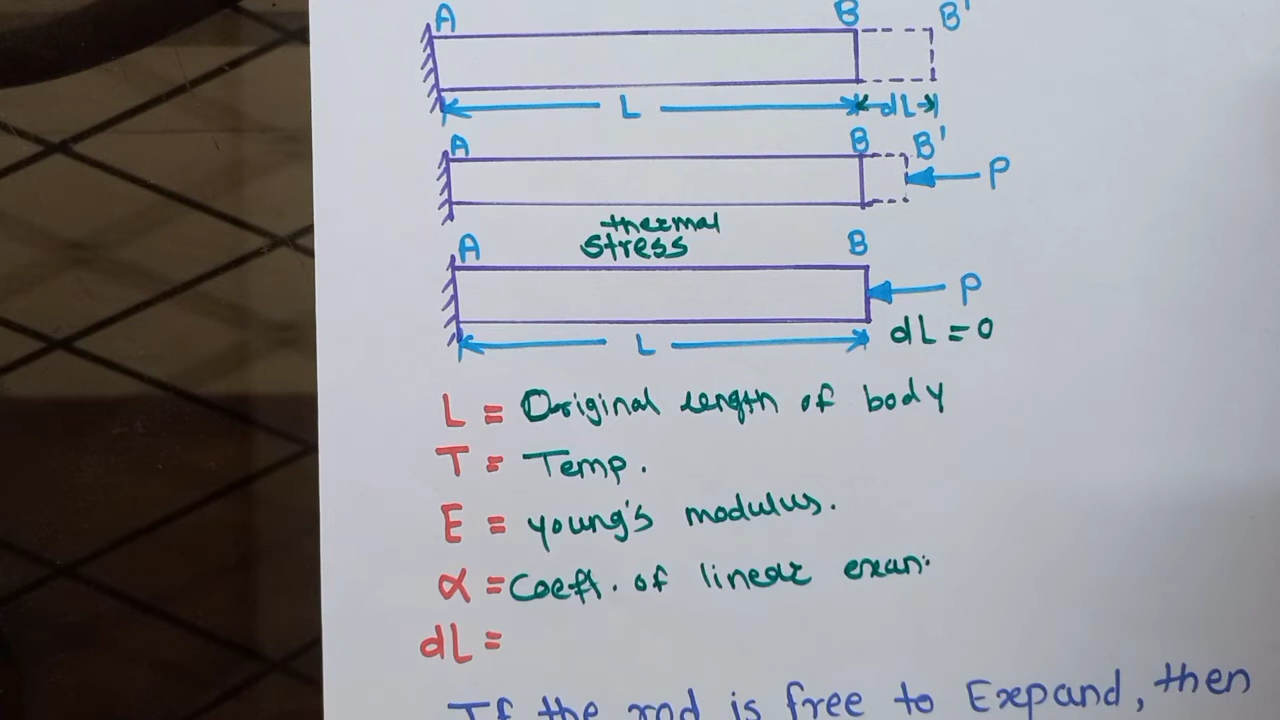 A B B'
L dL
A B B' P
thermal
stress
A B P
L dL = 0
L = Original length of body
T = Temp.
E = young's modulus.
α = Coeff. of linear exan.
dL =
If the rod is free to Expand, then